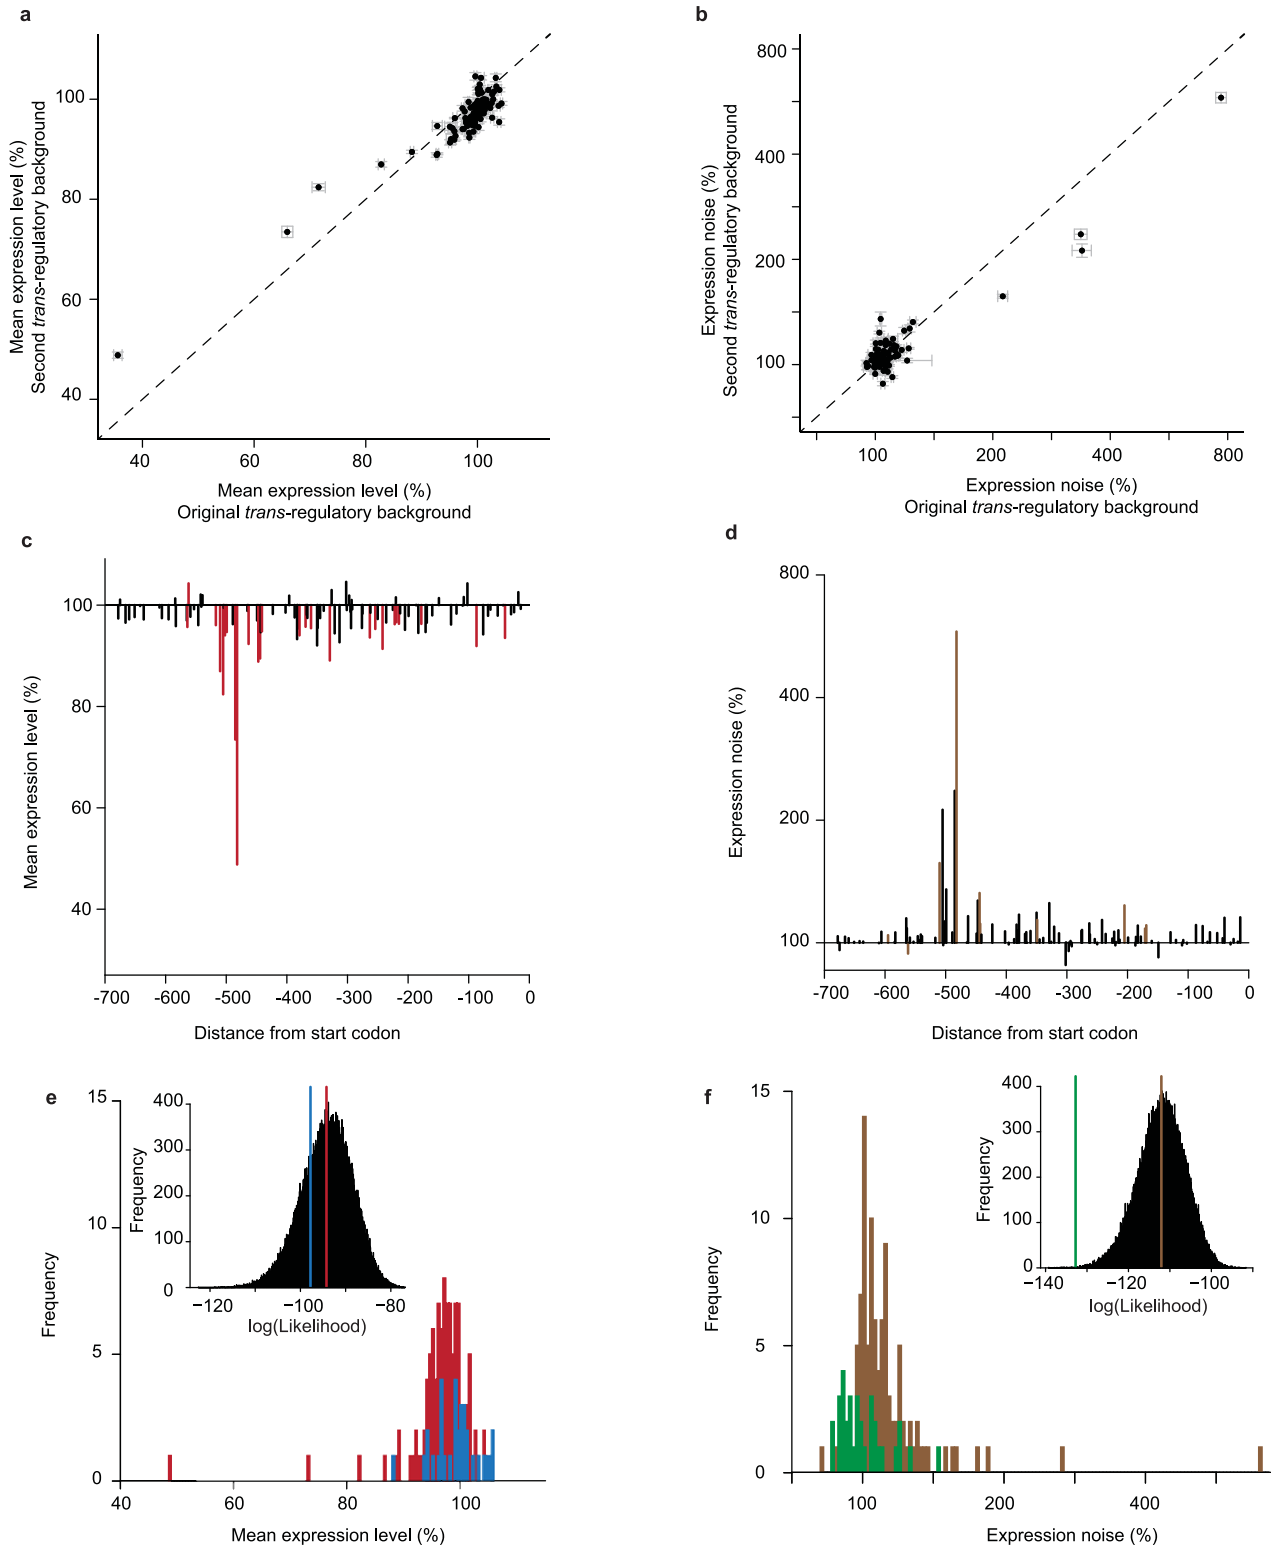 a
Mean expression level (%)
Second trans-regulatory background
100
80
60
40
40 60 80 100
Mean expression level (%)
Original trans-regulatory background
b
Expression noise (%)
Second trans-regulatory background
800
400
200
100
100 200 400 800
Expression noise (%)
Original trans-regulatory background
c
Mean expression level (%)
100
80
60
40
-700 -600 -500 -400 -300 -200 -100 0
Distance from start codon
d
Expression noise (%)
800
400
200
100
-700 -600 -500 -400 -300 -200 -100 0
Distance from start codon
e
Frequency
15
10
5
0
40 60 80 100
Mean expression level (%)
Frequency
400
300
200
100
0
−120 −100 −80
log(Likelihood)
f
Frequency
15
10
5
0
100 200 400
Expression noise (%)
Frequency
400
300
200
100
0
−140 −120 −100
log(Likelihood)